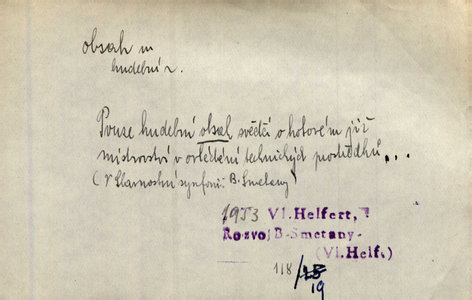 obsah m
hudební z.
Pouze hudební obsah svědčí o hotovém již
mistrovství v ovládání technických prostředků...
(V Slavnostní symfonii B. Smetany
1953 Vl. Helfert,
Rozvoj B. Smetany-
(Vl. Helf.)
118/
19